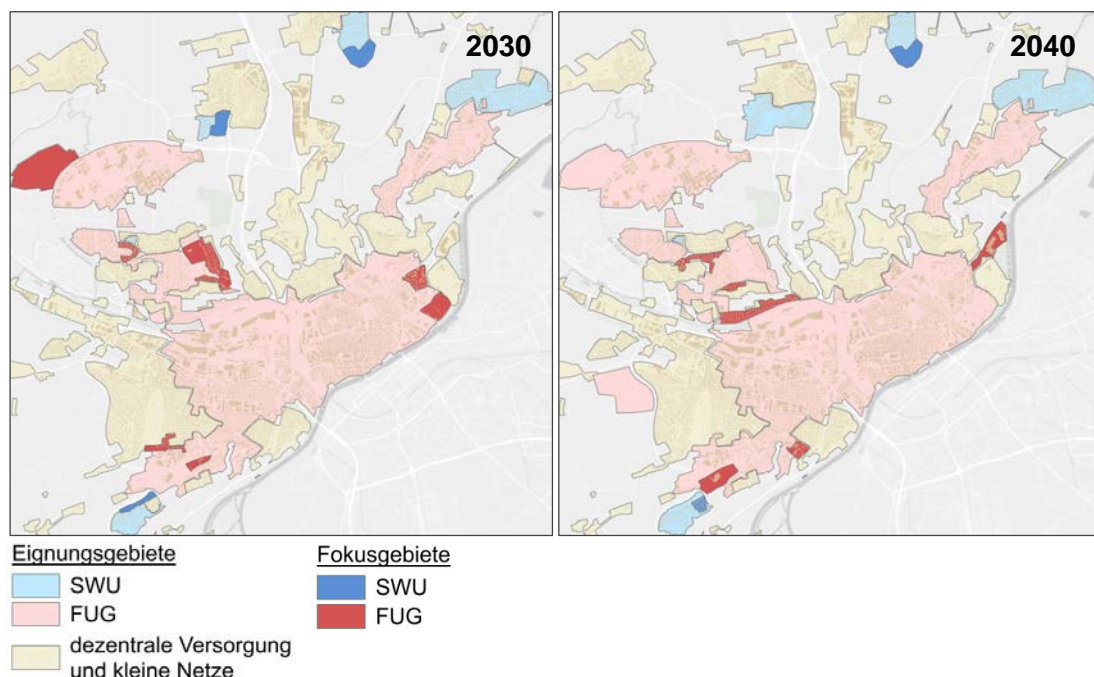 2030
2040
Eignungsgebiete
SWU
FUG
dezentrale Versorgung
und kleine Netze
Fokusgebiete
SWU
FUG